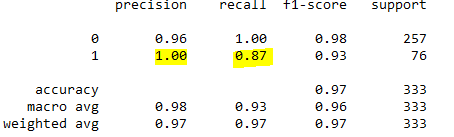 precision recall f1-score support
0 0.96 1.00 0.98 257
1 1.00 0.87 0.93 76
accuracy 0.97 333
macro avg 0.98 0.93 0.96 333
weighted avg 0.97 0.97 0.97 333